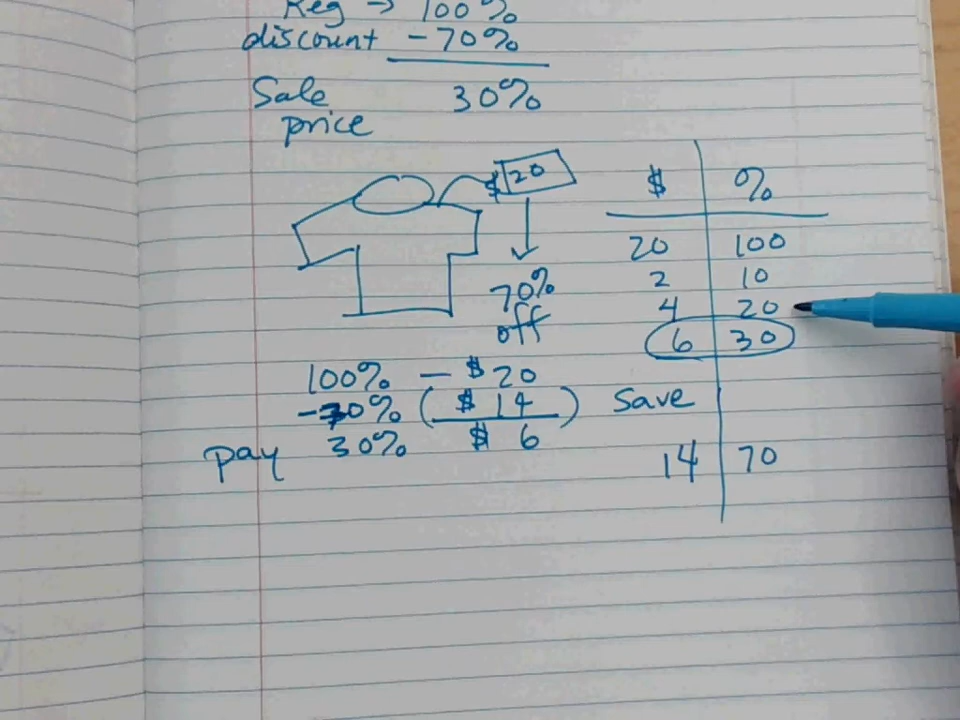 Reg → 100%
discount - 70%
Sale price 30%
$ 20
70%
off
$ %
20 100
2 10
4 20
6 30
100% — $ 20
-70% ( $ 14 ) Save
pay 30% $ 6
14 70